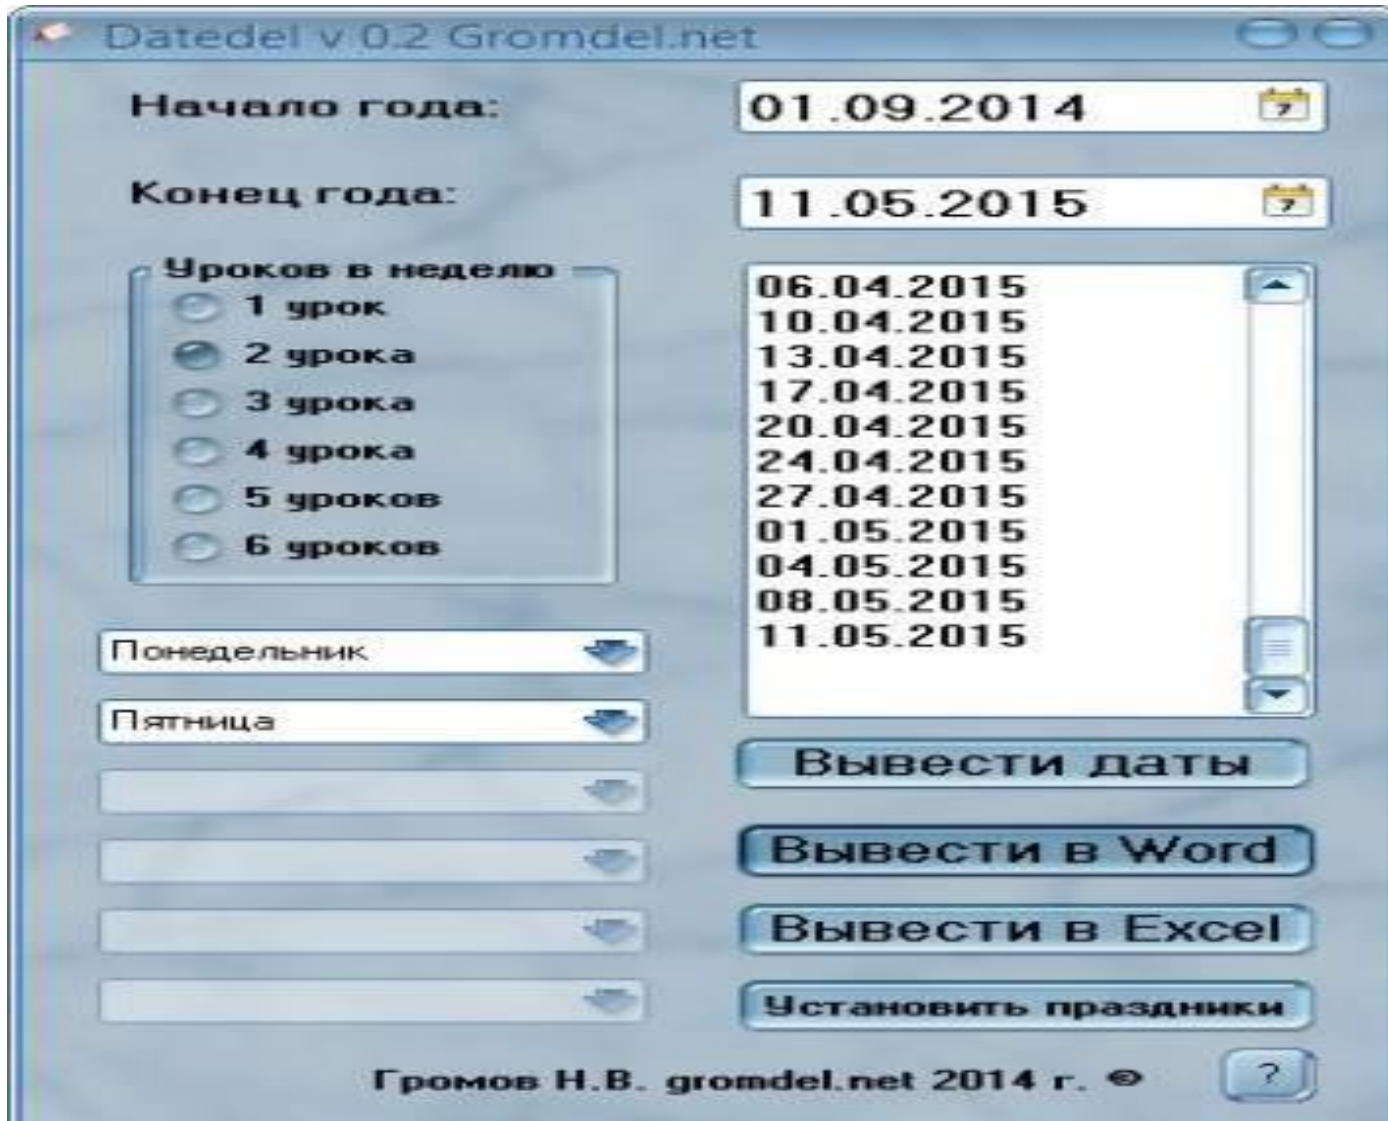 Datedel v 0.2 Gromdel.net
Начало года:
01.09.2014
Конец года:
11.05.2015
Уроков в неделю
1 урок
2 урока
3 урока
4 урока
5 уроков
6 уроков
Понедельник
Пятница
06.04.2015
10.04.2015
13.04.2015
17.04.2015
20.04.2015
24.04.2015
27.04.2015
01.05.2015
04.05.2015
08.05.2015
11.05.2015
Вывести даты
Вывести в Word
Вывести в Excel
Установить праздники
Громов Н.В. gromdel.net 2014 г. ©
?